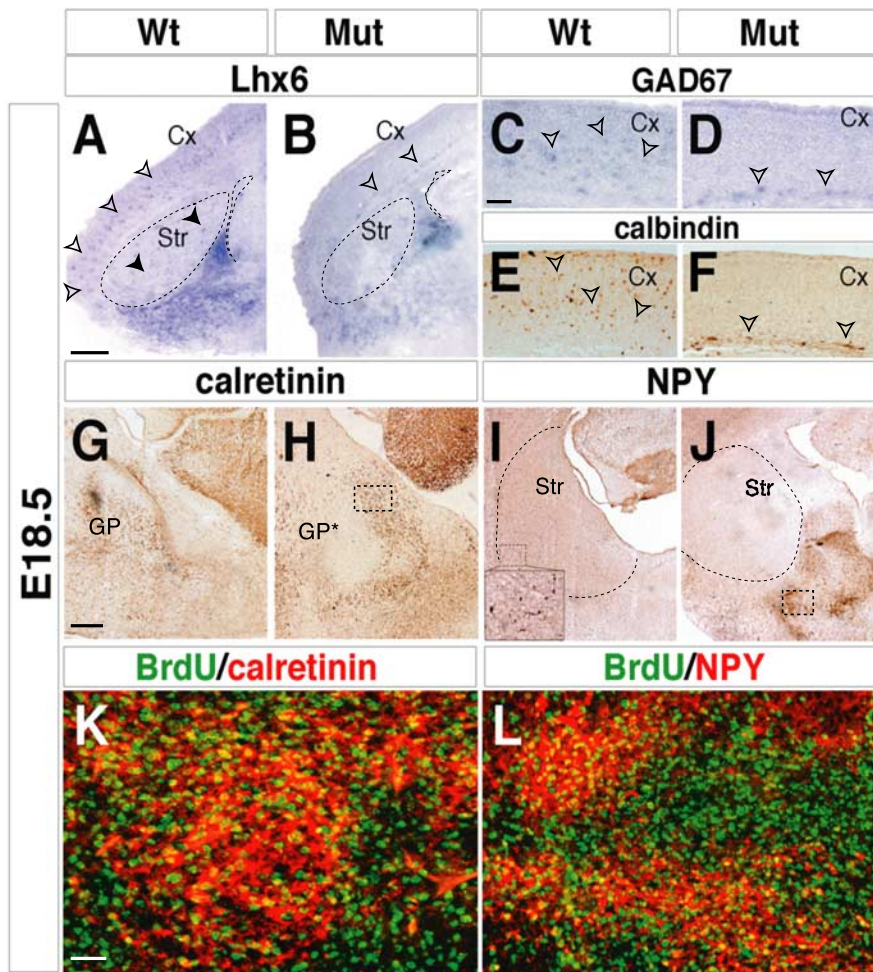 Wt Mut Wt Mut
Lhx6 GAD67
A Cx B Cx C Cx D Cx
Str Str
calbindin
E Cx F Cx
calretinin NPY
G H I J
GP GP* Str Str
E18.5
BrdU/calretinin BrdU/NPY
K L